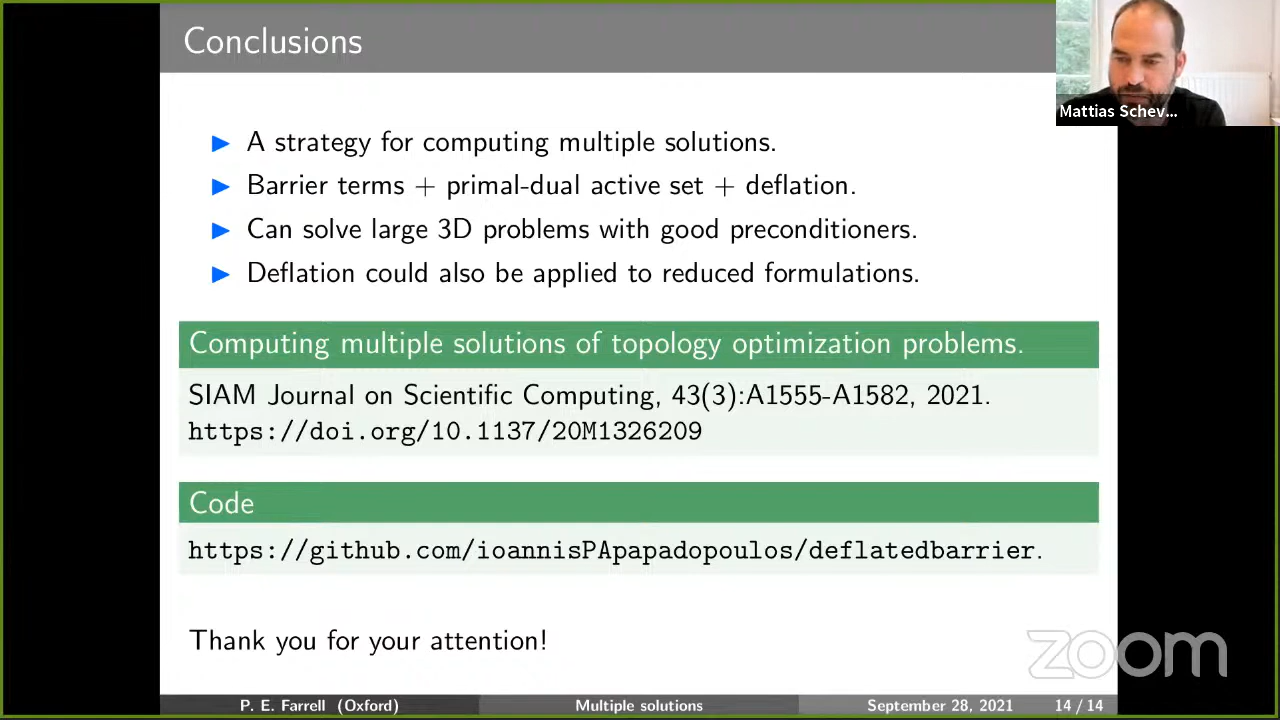 Conclusions
Mattias Schev...
A strategy for computing multiple solutions.
Barrier terms + primal-dual active set + deflation.
Can solve large 3D problems with good preconditioners.
Deflation could also be applied to reduced formulations.
Computing multiple solutions of topology optimization problems.
SIAM Journal on Scientific Computing, 43(3):A1555-A1582, 2021.
https://doi.org/10.1137/20M1326209
Code
https://github.com/ioannisPApapadopoulos/deflatedbarrier.
Thank you for your attention!
zoom
P. E. Farrell (Oxford) Multiple solutions September 28, 2021 14 / 14